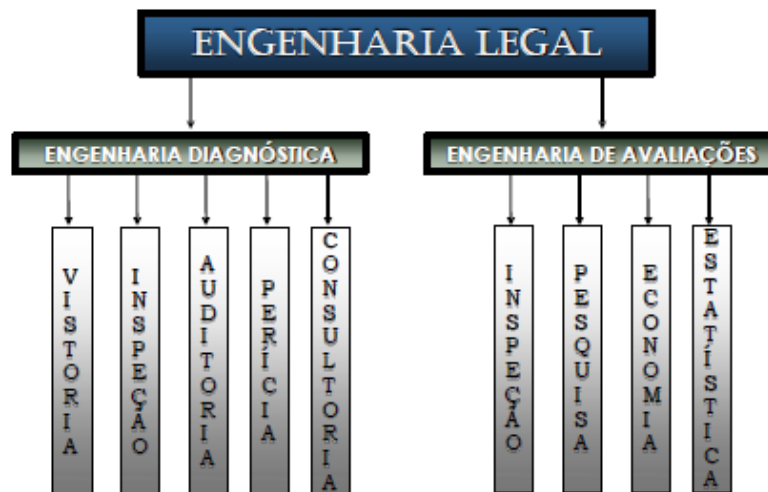 ENGENHARIA LEGAL
ENGENHARIA DIAGNÓSTICA
ENGENHARIA DE AVALIAÇÕES
VISTORIA
INSPEÇÃO
AUDITORIA
PERÍCIA
CONSULTORIA
INSPEÇÃO
PESQUISA
ECONOMIA
ESTATÍSTICA